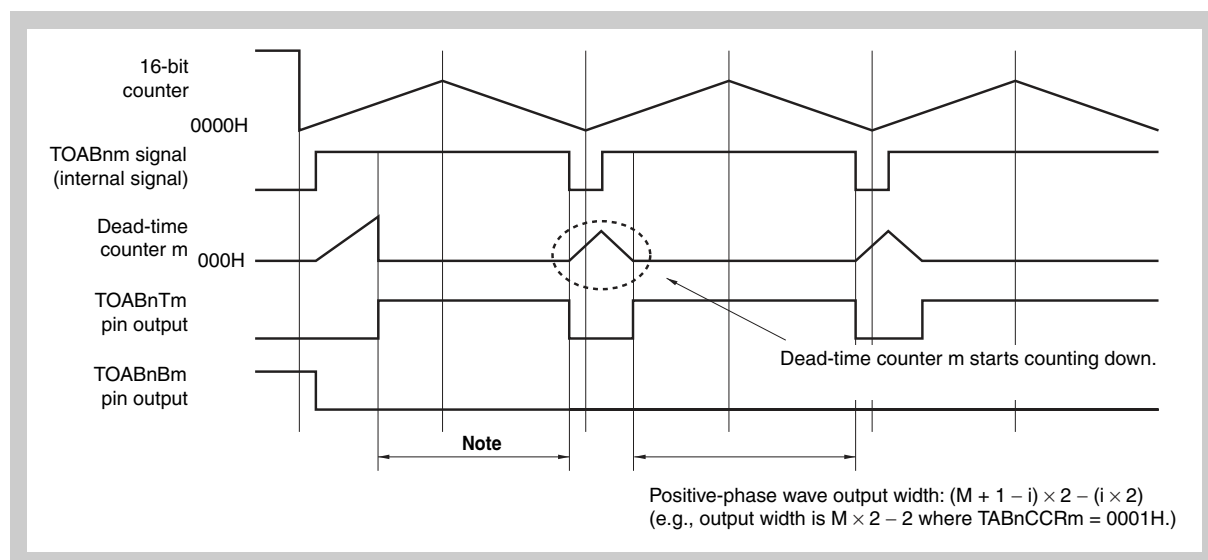 16-bit
counter
0000H
TOABnm signal
(internal signal)
Dead-time
counter m
000H
TOABnTm
pin output
Dead-time counter m starts counting down.
TOABnBm
pin output
Note
Positive-phase wave output width: (M + 1 – i) × 2 – (i × 2)
(e.g., output width is M × 2 – 2 where TABnCCRm = 0001H.)